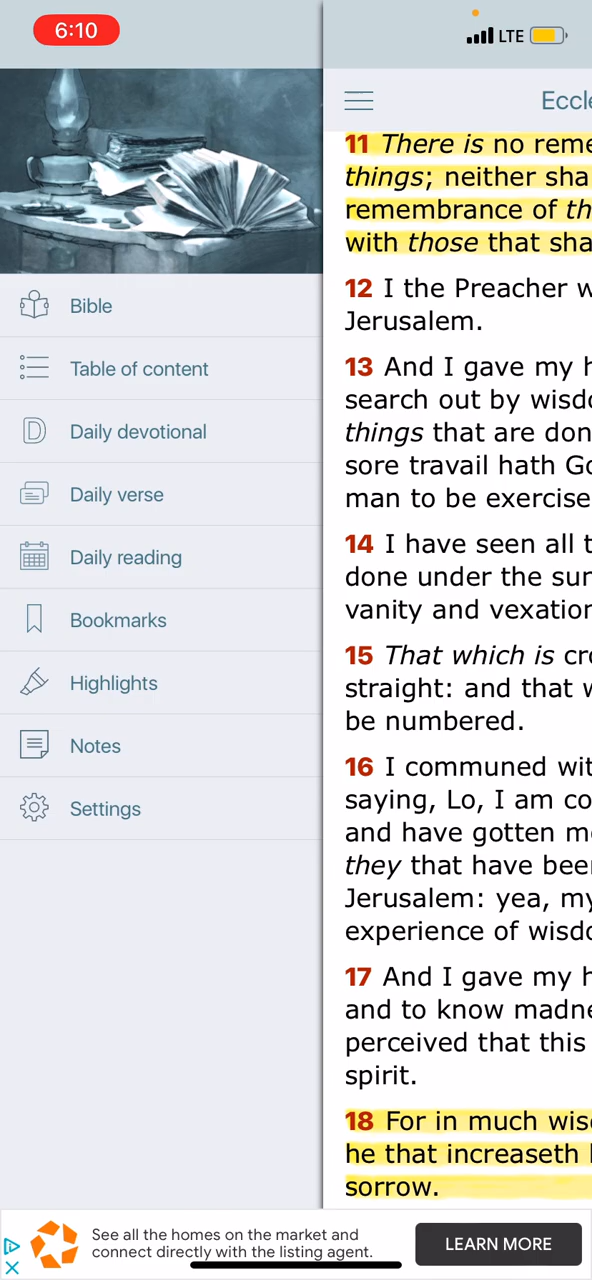 6:10
LTE
Bible
Table of content
Daily devotional
Daily verse
Daily reading
Bookmarks
Highlights
Notes
Settings
Eccle
11 There is no reme
things; neither sha
remembrance of th
with those that sha
12 I the Preacher w
Jerusalem.
13 And I gave my h
search out by wisdo
things that are don
sore travail hath Go
man to be exercise
14 I have seen all t
done under the sun
vanity and vexation
15 That which is cro
straight: and that w
be numbered.
16 I communed wit
saying, Lo, I am co
and have gotten mo
they that have been
Jerusalem: yea, my
experience of wisdo
17 And I gave my h
and to know madne
perceived that this
spirit.
18 For in much wisd
he that increaseth k
sorrow.
See all the homes on the market and
connect directly with the listing agent.
LEARN MORE